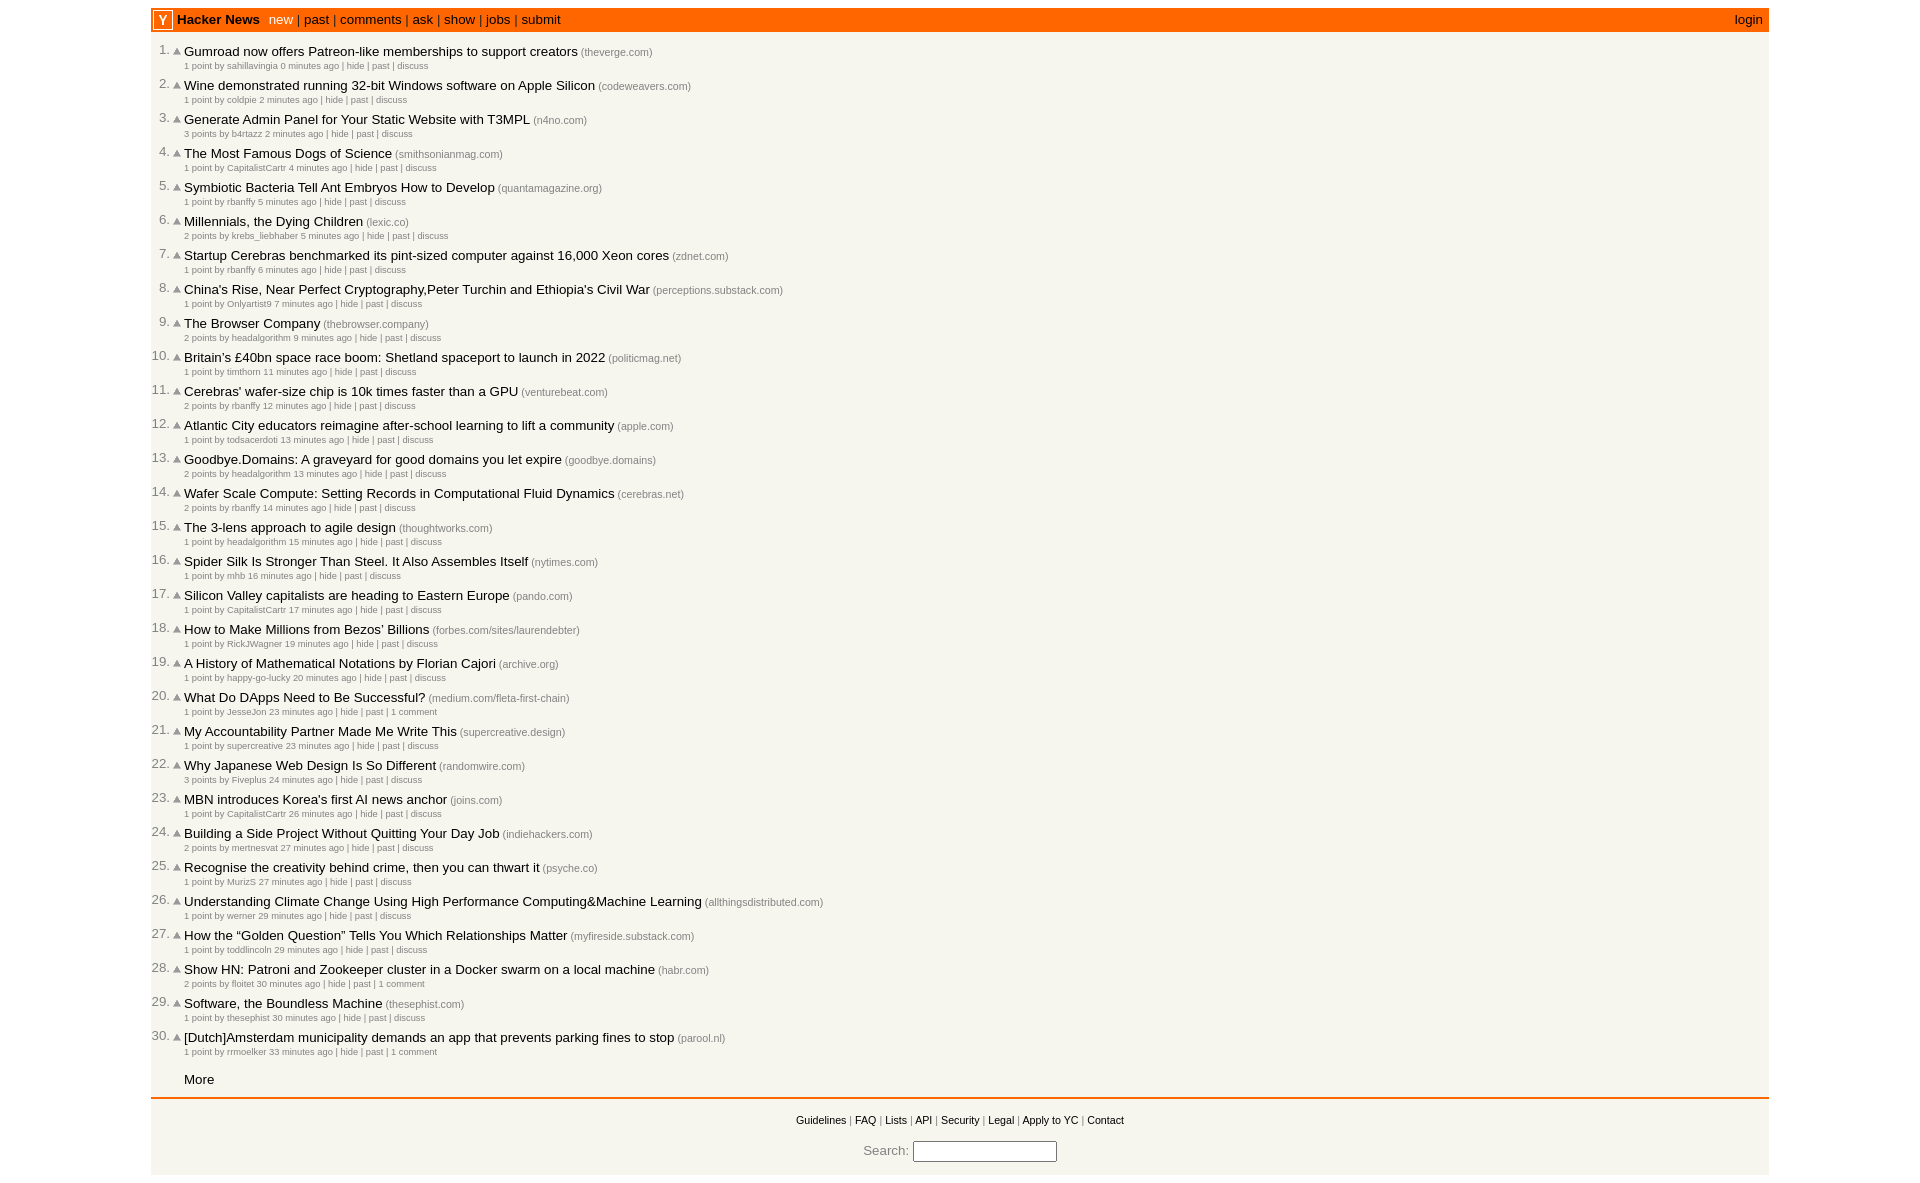 Y Hacker News new | past | comments | ask | show | jobs | submit login
1. Gumroad now offers Patreon-like memberships to support creators (theverge.com)
1 point by sahillavingia 0 minutes ago | hide | past | discuss
2. Wine demonstrated running 32-bit Windows software on Apple Silicon (codeweavers.com)
1 point by coldpie 2 minutes ago | hide | past | discuss
3. Generate Admin Panel for Your Static Website with T3MPL (n4no.com)
3 points by b4rtazz 2 minutes ago | hide | past | discuss
4. The Most Famous Dogs of Science (smithsonianmag.com)
1 point by CapitalistCartr 4 minutes ago | hide | past | discuss
5. Symbiotic Bacteria Tell Ant Embryos How to Develop (quantamagazine.org)
1 point by rbanffy 5 minutes ago | hide | past | discuss
6. Millennials, the Dying Children (lexic.co)
2 points by krebs_liebhaber 5 minutes ago | hide | past | discuss
7. Startup Cerebras benchmarked its pint-sized computer against 16,000 Xeon cores (zdnet.com)
1 point by rbanffy 6 minutes ago | hide | past | discuss
8. China's Rise, Near Perfect Cryptography,Peter Turchin and Ethiopia's Civil War (perceptions.substack.com)
1 point by Onlyartist9 7 minutes ago | hide | past | discuss
9. The Browser Company (thebrowser.company)
2 points by headalgorithm 9 minutes ago | hide | past | discuss
10. Britain’s £40bn space race boom: Shetland spaceport to launch in 2022 (politicmag.net)
1 point by timthorn 11 minutes ago | hide | past | discuss
11. Cerebras' wafer-size chip is 10k times faster than a GPU (venturebeat.com)
2 points by rbanffy 12 minutes ago | hide | past | discuss
12. Atlantic City educators reimagine after-school learning to lift a community (apple.com)
1 point by todsacerdoti 13 minutes ago | hide | past | discuss
13. Goodbye.Domains: A graveyard for good domains you let expire (goodbye.domains)
2 points by headalgorithm 13 minutes ago | hide | past | discuss
14. Wafer Scale Compute: Setting Records in Computational Fluid Dynamics (cerebras.net)
2 points by rbanffy 14 minutes ago | hide | past | discuss
15. The 3-lens approach to agile design (thoughtworks.com)
1 point by headalgorithm 15 minutes ago | hide | past | discuss
16. Spider Silk Is Stronger Than Steel. It Also Assembles Itself (nytimes.com)
1 point by mhb 16 minutes ago | hide | past | discuss
17. Silicon Valley capitalists are heading to Eastern Europe (pando.com)
1 point by CapitalistCartr 17 minutes ago | hide | past | discuss
18. How to Make Millions from Bezos’ Billions (forbes.com/sites/laurendebter)
1 point by RickJWagner 19 minutes ago | hide | past | discuss
19. A History of Mathematical Notations by Florian Cajori (archive.org)
1 point by happy-go-lucky 20 minutes ago | hide | past | discuss
20. What Do DApps Need to Be Successful? (medium.com/fleta-first-chain)
1 point by JesseJon 23 minutes ago | hide | past | 1 comment
21. My Accountability Partner Made Me Write This (supercreative.design)
1 point by supercreative 23 minutes ago | hide | past | discuss
22. Why Japanese Web Design Is So Different (randomwire.com)
3 points by Fiveplus 24 minutes ago | hide | past | discuss
23. MBN introduces Korea's first AI news anchor (joins.com)
1 point by CapitalistCartr 26 minutes ago | hide | past | discuss
24. Building a Side Project Without Quitting Your Day Job (indiehackers.com)
2 points by mertnesvat 27 minutes ago | hide | past | discuss
25. Recognise the creativity behind crime, then you can thwart it (psyche.co)
1 point by MurizS 27 minutes ago | hide | past | discuss
26. Understanding Climate Change Using High Performance Computing&Machine Learning (allthingsdistributed.com)
1 point by werner 29 minutes ago | hide | past | discuss
27. How the “Golden Question” Tells You Which Relationships Matter (myfireside.substack.com)
1 point by toddlincoln 29 minutes ago | hide | past | discuss
28. Show HN: Patroni and Zookeeper cluster in a Docker swarm on a local machine (habr.com)
2 points by floitet 30 minutes ago | hide | past | 1 comment
29. Software, the Boundless Machine (thesephist.com)
1 point by thesephist 30 minutes ago | hide | past | discuss
30. [Dutch]Amsterdam municipality demands an app that prevents parking fines to stop (parool.nl)
1 point by rrmoelker 33 minutes ago | hide | past | 1 comment
More
Guidelines | FAQ | Lists | API | Security | Legal | Apply to YC | Contact
Search: